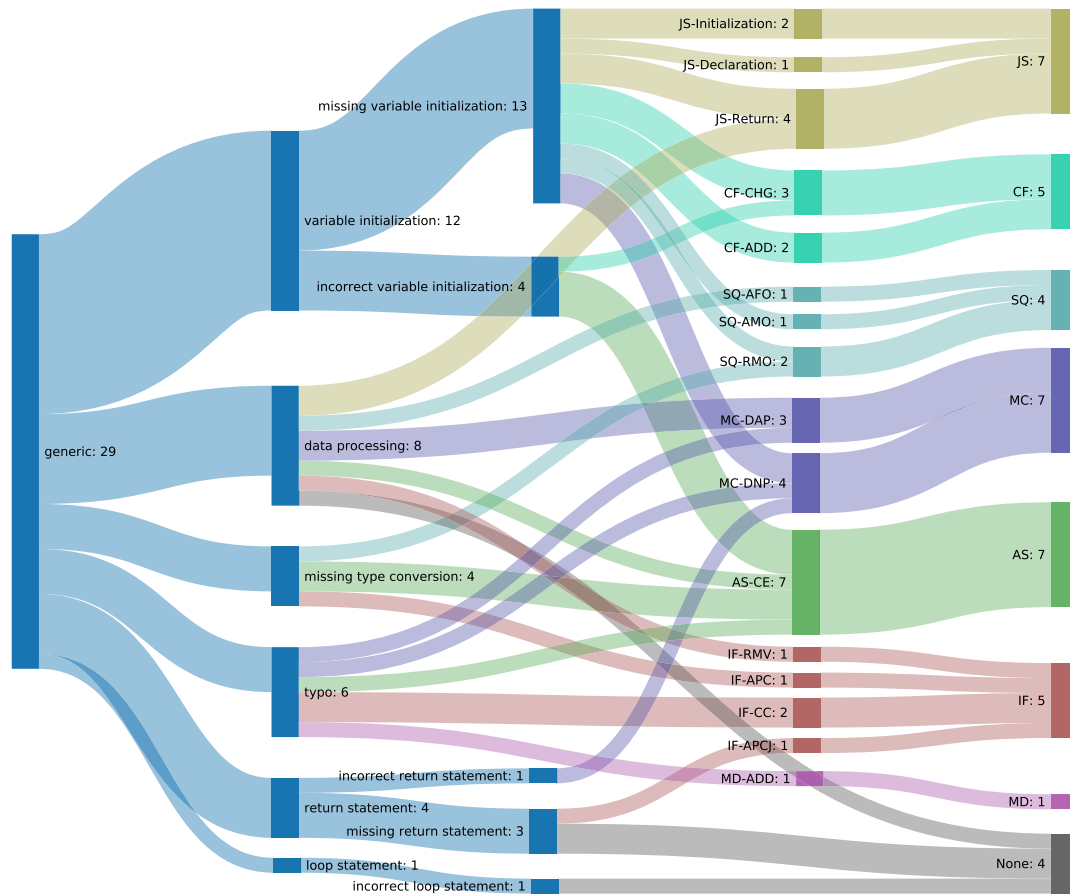 generic: 29
variable initialization: 12
data processing: 8
missing type conversion: 4
typo: 6
return statement: 4
loop statement: 1
missing variable initialization: 13
incorrect variable initialization: 4
incorrect return statement: 1
missing return statement: 3
incorrect loop statement: 1
JS-Initialization: 2
JS-Declaration: 1
JS-Return: 4
CF-CHG: 3
CF-ADD: 2
SQ-AFO: 1
SQ-AMO: 1
SQ-RMO: 2
MC-DAP: 3
MC-DNP: 4
AS-CE: 7
IF-RMV: 1
IF-APC: 1
IF-CC: 2
IF-APCJ: 1
MD-ADD: 1
JS: 7
CF: 5
SQ: 4
MC: 7
AS: 7
IF: 5
MD: 1
None: 4